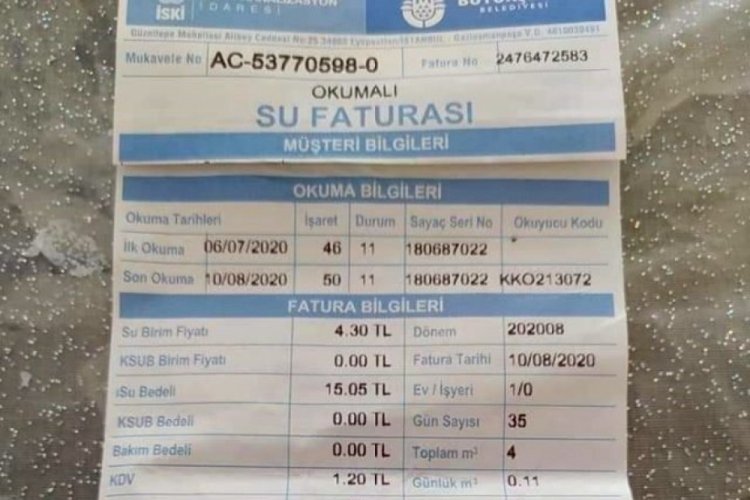 İSKİ İDARESİ BELEDİYESİ
Mukavele No AC-53770598-0 Fatura No 2476472583
OKUMALI
SU FATURASI
MÜŞTERİ BİLGİLERİ
OKUMA BİLGİLERİ
Okuma Tarihleri İşaret Durum Sayaç Seri No Okuyucu Kodu
İlk Okuma 06/07/2020 46 11 180687022
Son Okuma 10/08/2020 50 11 180687022 KKO213072
FATURA BİLGİLERİ
Su Birim Fiyatı 4.30 TL Dönem 202008
KSUB Birim Fiyatı 0.00 TL Fatura Tarihi 10/08/2020
Su Bedeli 15.05 TL Ev / İşyeri 1/0
KSUB Bedeli 0.00 TL Gün Sayısı 35
Bakım Bedeli 0.00 TL Toplam m³ 4
KDV 1.20 TL Günlük m³ 0.11